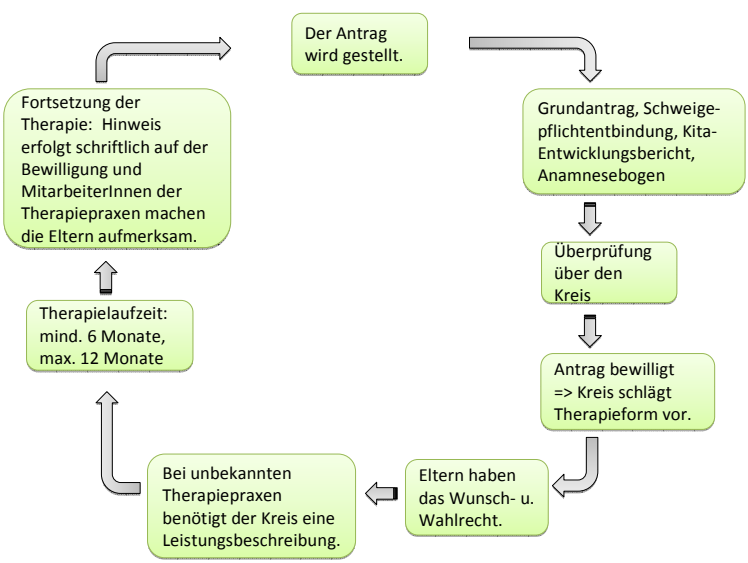 Der Antrag
wird gestellt.
Grundantrag, Schweige-
pflichtentbindung, Kita-
Entwicklungsbericht,
Anamnesebogen
Überprüfung
über den
Kreis
Antrag bewilligt
=> Kreis schlägt
Therapieform vor.
Eltern haben
das Wunsch- u.
Wahlrecht.
Bei unbekannten
Therapiepraxen
benötigt der Kreis eine
Leistungsbeschreibung.
Therapielaufzeit:
mind. 6 Monate,
max. 12 Monate
Fortsetzung der
Therapie:  Hinweis
erfolgt schriftlich auf der
Bewilligung und
MitarbeiterInnen der
Therapiepraxen machen
die Eltern aufmerksam.